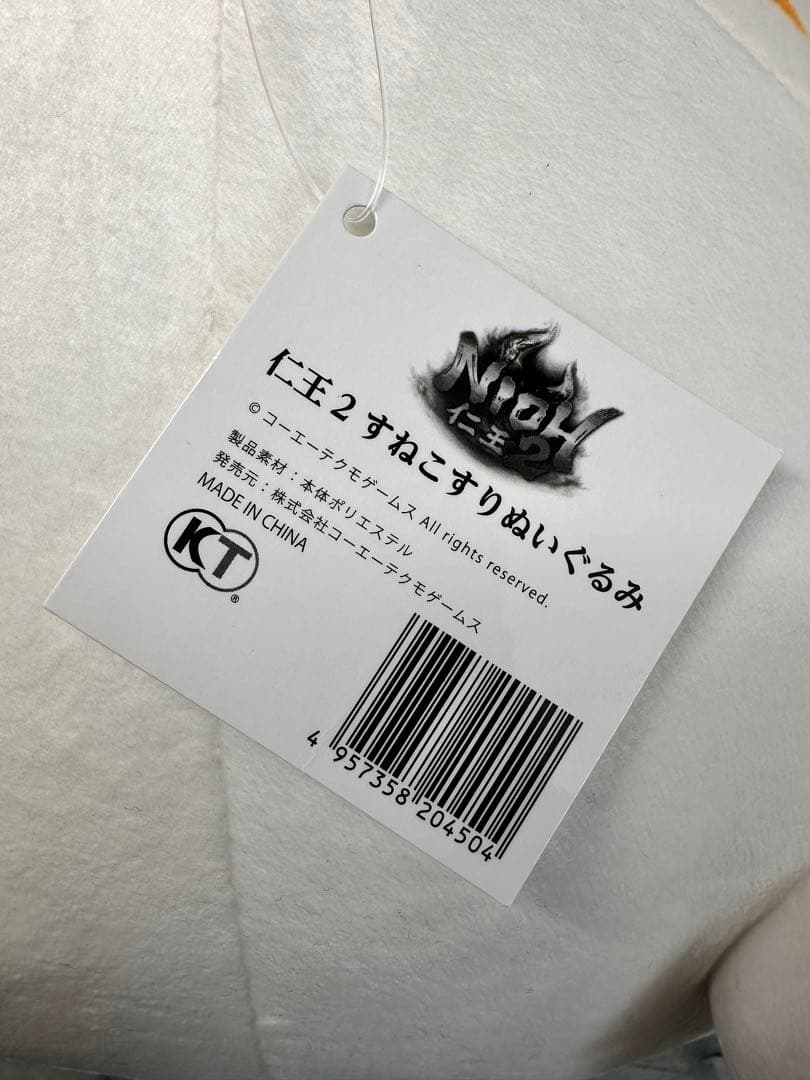 NIOH
仁王2
仁王2 すねこすりぬいぐるみ
© コーエーテクモゲームス All rights reserved.
製品素材:本体ポリエステル
発売元:株式会社コーエーテクモゲームス
MADE IN CHINA
KT
®
4 957358 204504